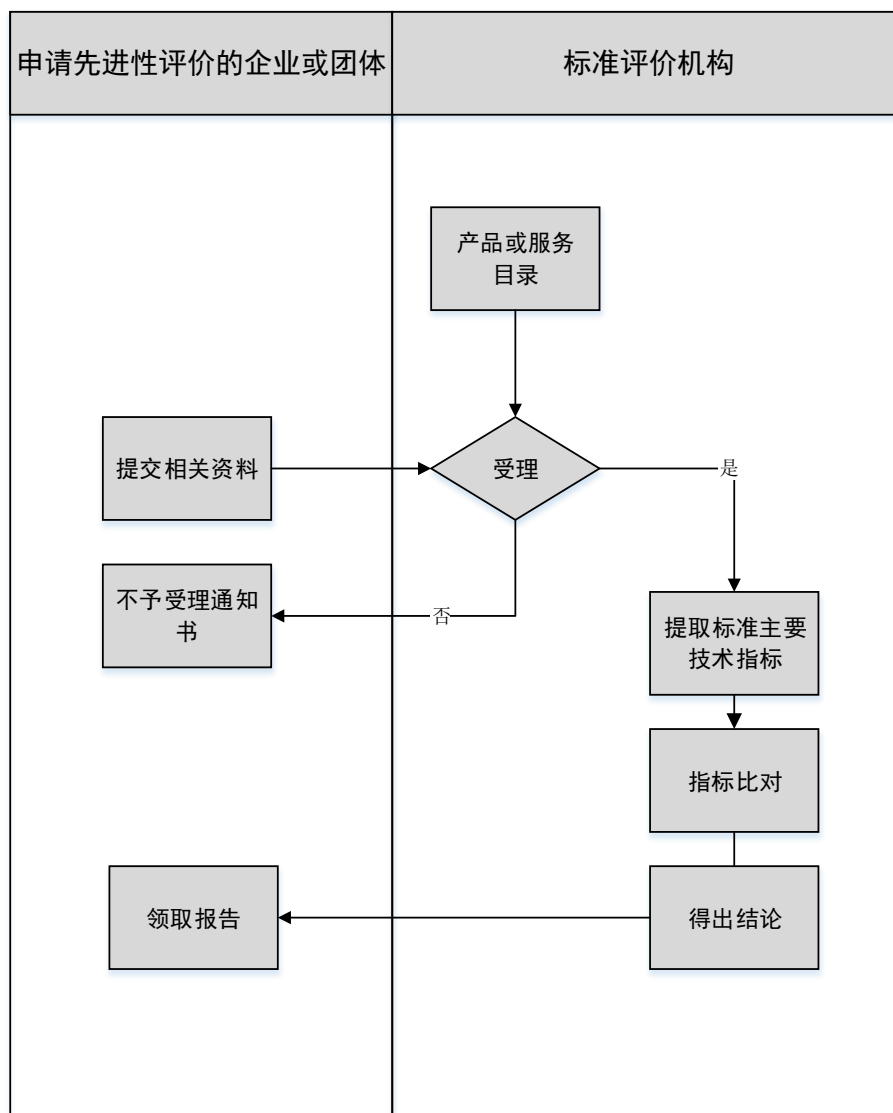 申请先进性评价的企业或团体
标准评价机构
产品或服务
目录
提交相关资料
受理
是
不予受理通知
书
否
提取标准主要
技术指标
指标比对
领取报告
得出结论